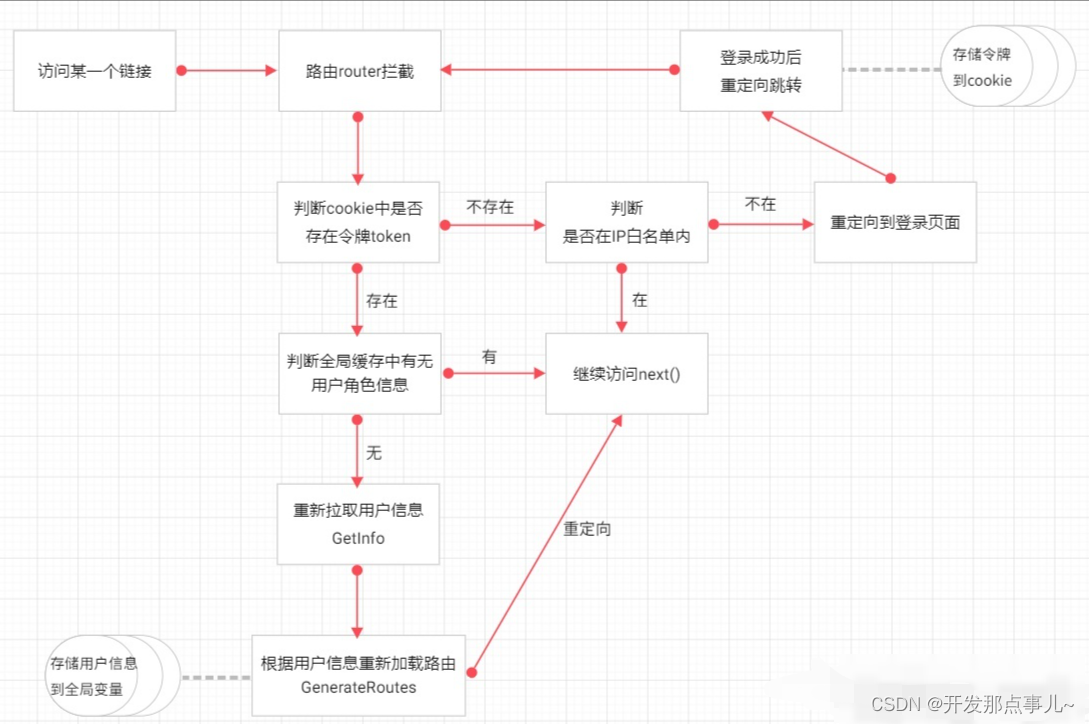 访问某一个链接
路由router拦截
登录成功后
重定向跳转
存储令牌
到cookie
判断cookie中是否
存在令牌token
不存在
判断
是否在IP白名单内
不在
重定向到登录页面
存在
在
判断全局缓存中有无
用户角色信息
有
继续访问next()
无
重新拉取用户信息
GetInfo
重定向
存储用户信息
到全局变量
根据用户信息重新加载路由
GenerateRoutes
CSDN @开发那点事儿~